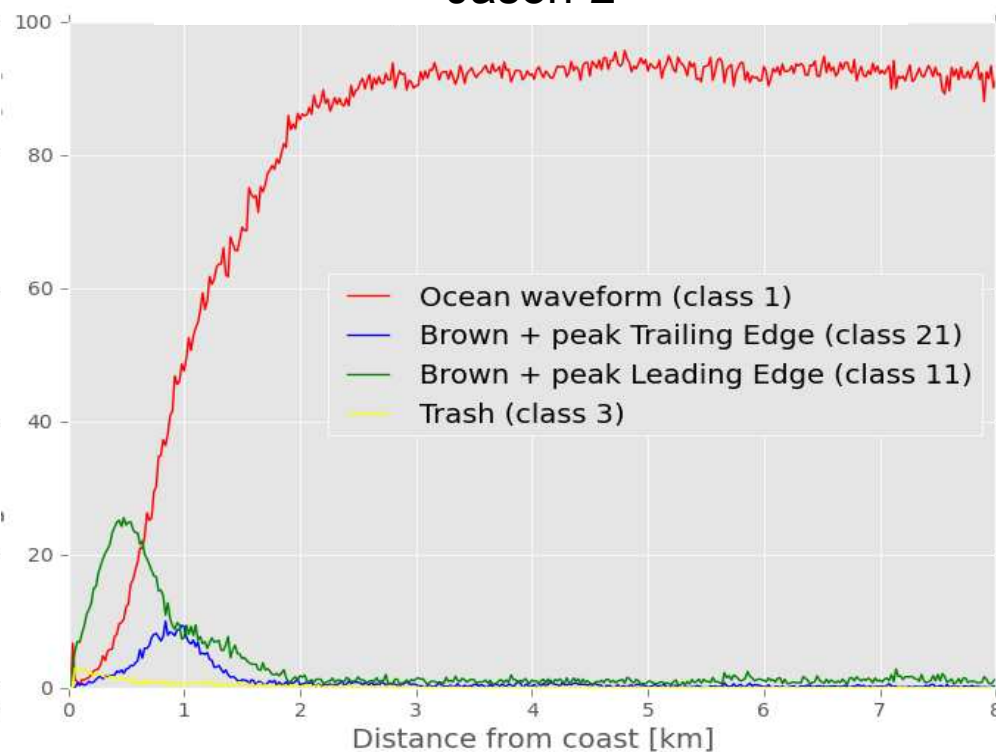 100
80
60
40
20
0
Ocean waveform (class 1)
Brown + peak Trailing Edge (class 21)
Brown + peak Leading Edge (class 11)
Trash (class 3)
0 1 2 3 4 5 6 7 8
Distance from coast [km]